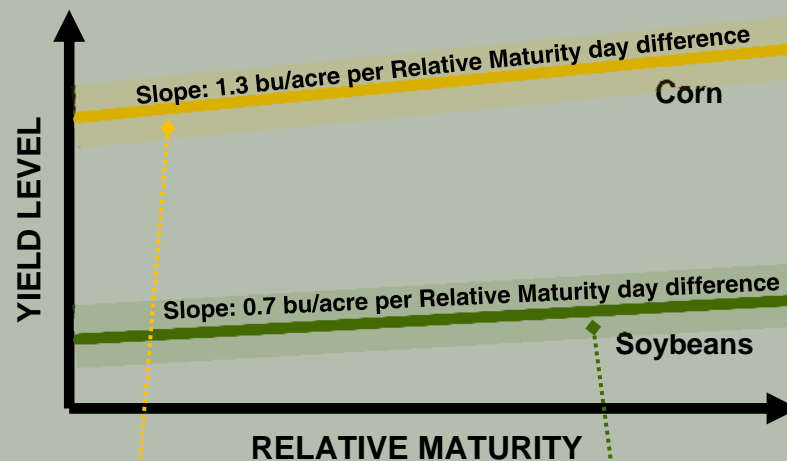 Slope: 1.3 bu/acre per Relative Maturity day difference
Corn
YIELD LEVEL
Slope: 0.7 bu/acre per Relative Maturity day difference
Soybeans
RELATIVE MATURITY